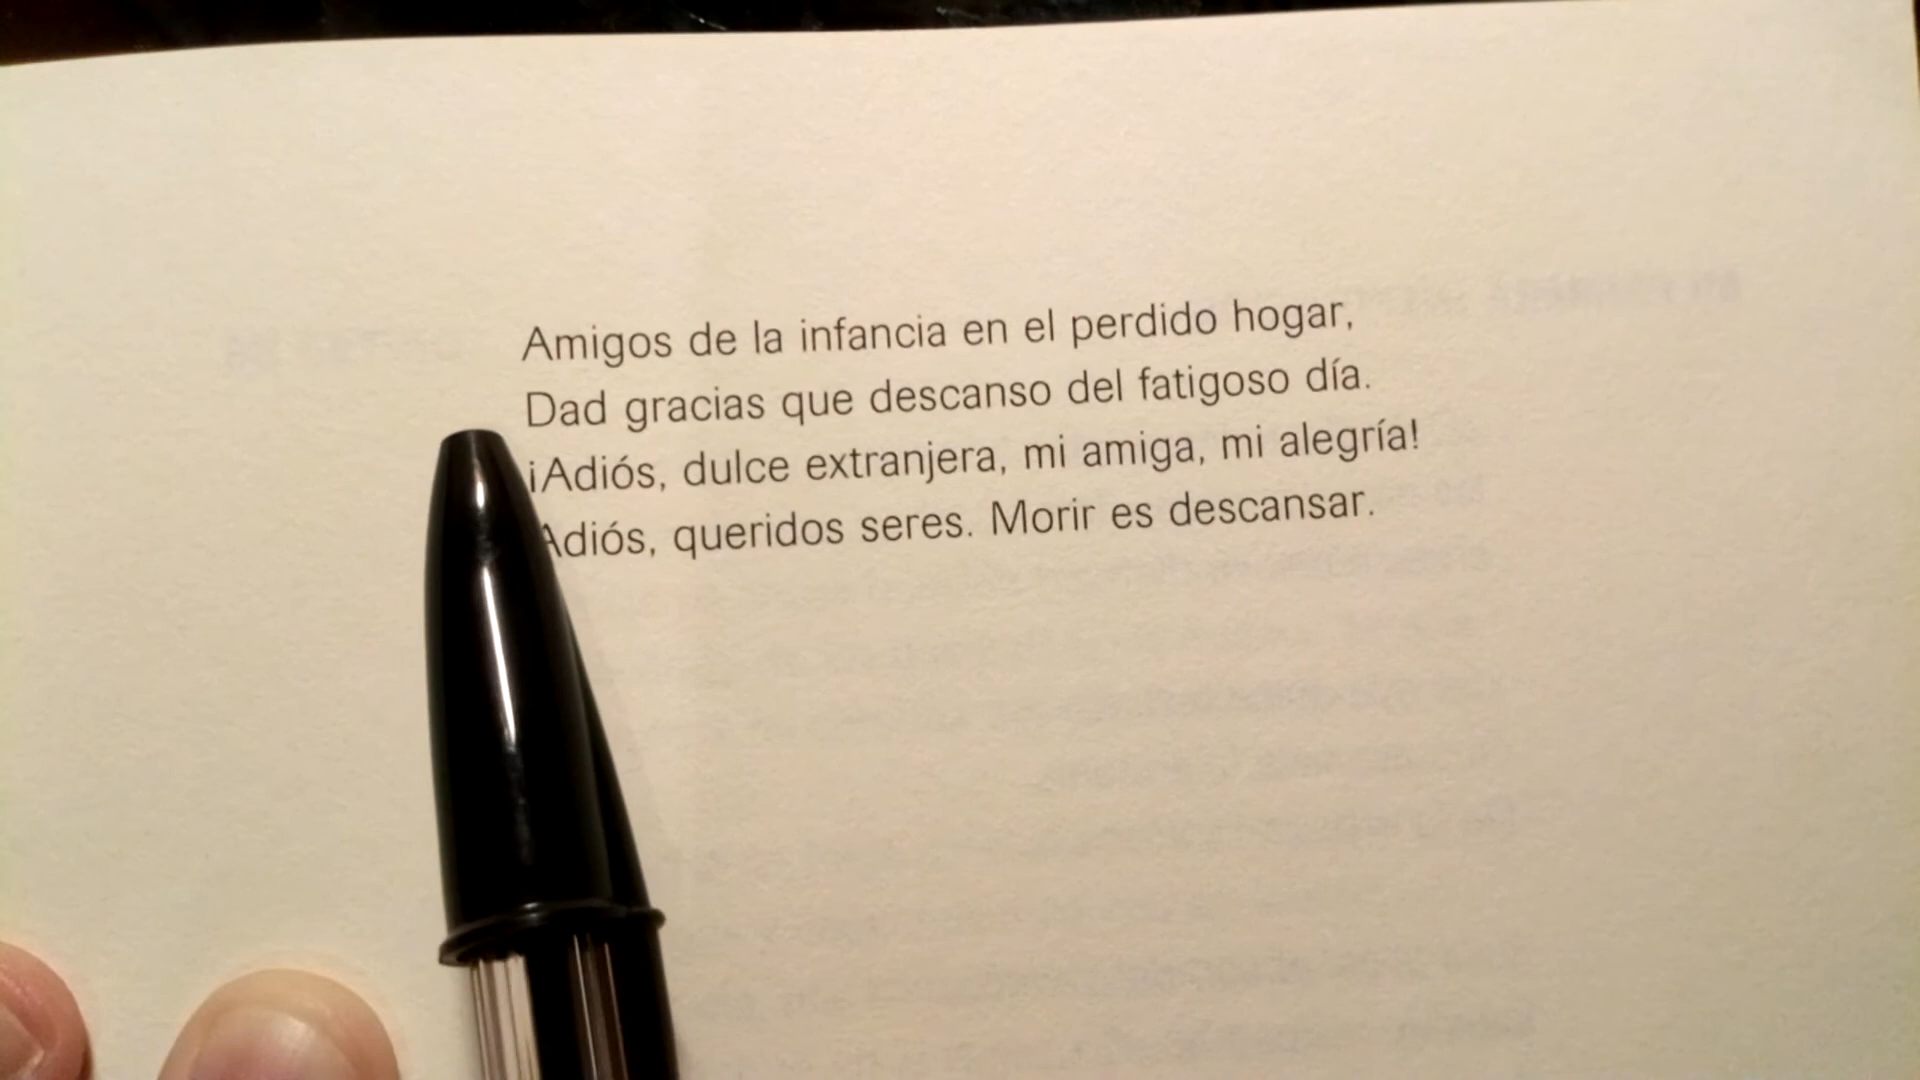 Amigos de la infancia en el perdido hogar,
Dad gracias que descanso del fatigoso día.
¡Adiós, dulce extranjera, mi amiga, mi alegría!
Adiós, queridos seres. Morir es descansar.